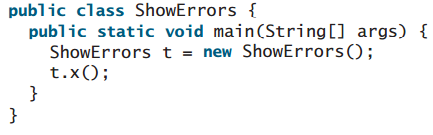 public class ShowErrors {
  public static void main(String[] args) {
    ShowErrors t = new ShowErrors();
    t.x();
  }
}